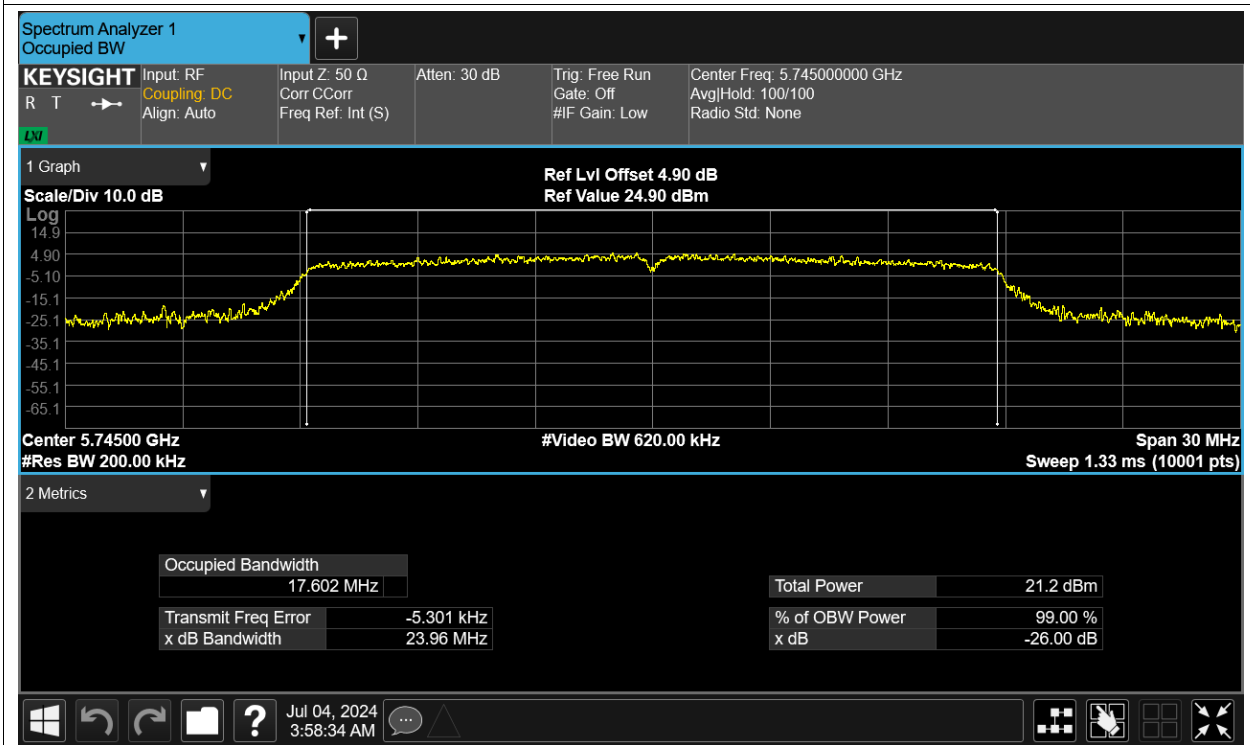 Spectrum Analyzer 1
Occupied BW
KEYSIGHT
R T
LXI
Input: RF
Coupling: DC
Align: Auto
Input Z: 50 Ω
Corr CCorr
Freq Ref: Int (S)
Atten: 30 dB
Trig: Free Run
Gate: Off
#IF Gain: Low
Center Freq: 5.745000000 GHz
Avg|Hold: 100/100
Radio Std: None
1 Graph
Scale/Div 10.0 dB
Ref Lvl Offset 4.90 dB
Ref Value 24.90 dBm
Log
14.9
4.90
-5.10
-15.1
-25.1
-35.1
-45.1
-55.1
-65.1
Center 5.74500 GHz
#Video BW 620.00 kHz
Span 30 MHz
#Res BW 200.00 kHz
Sweep 1.33 ms (10001 pts)
2 Metrics
Occupied Bandwidth
17.602 MHz
Total Power 21.2 dBm
Transmit Freq Error -5.301 kHz
% of OBW Power 99.00 %
x dB Bandwidth 23.96 MHz
x dB -26.00 dB
?
Jul 04, 2024
3:58:34 AM